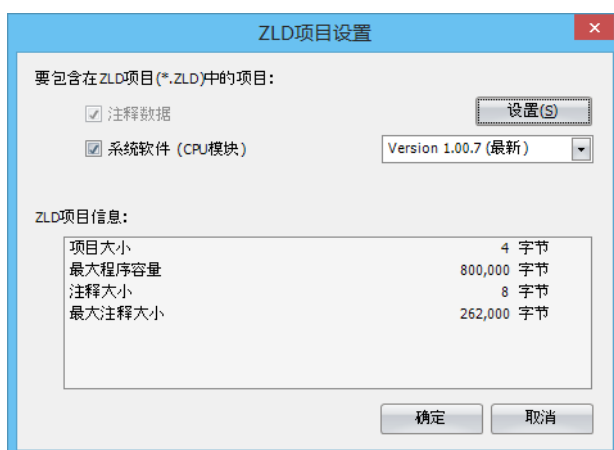 ZLD项目设置
要包含在ZLD项目(*.ZLD)中的项目:
注释数据
设置(S)
系统软件 (CPU模块)
Version 1.00.7 (最新)
ZLD项目信息:
项目大小 4 字节
最大程序容量 800,000 字节
注释大小 8 字节
最大注释大小 262,000 字节
确定 取消